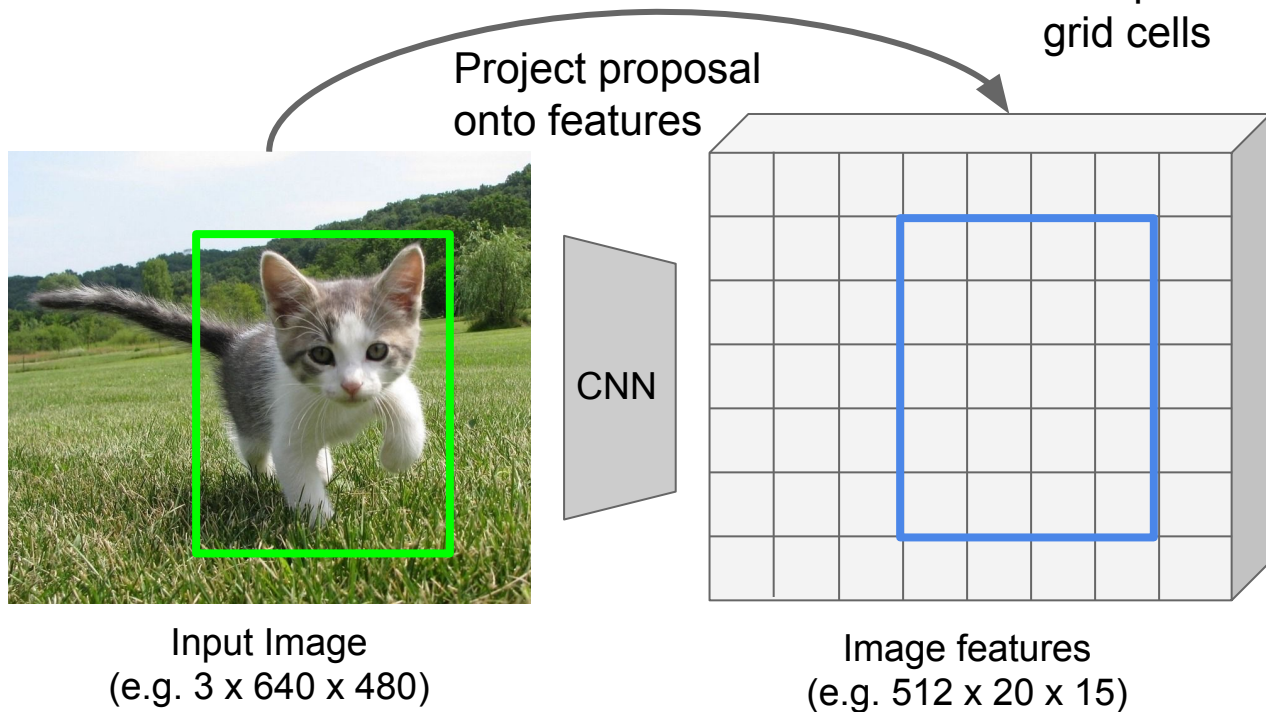 grid cells
Project proposal
onto features
CNN
Input Image
(e.g. 3 x 640 x 480)
Image features
(e.g. 512 x 20 x 15)